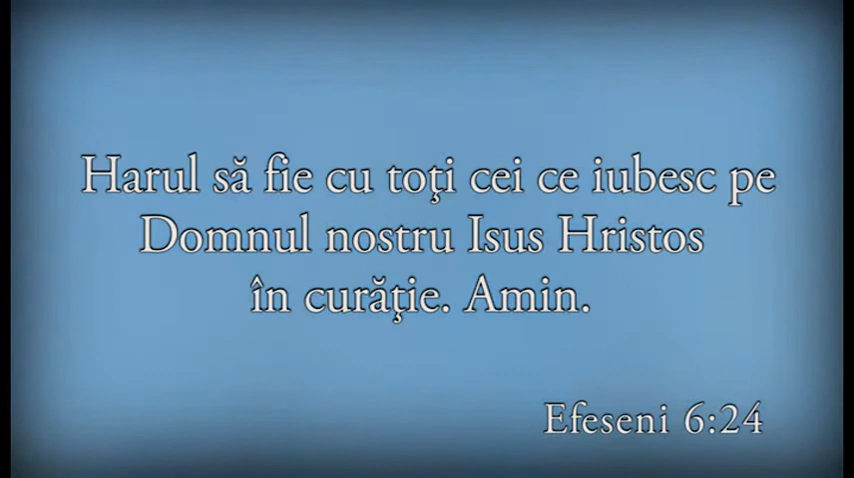 Harul să fie cu toţi cei ce iubesc pe
Domnul nostru Isus Hristos
în curăţie. Amin.
Efeseni 6:24